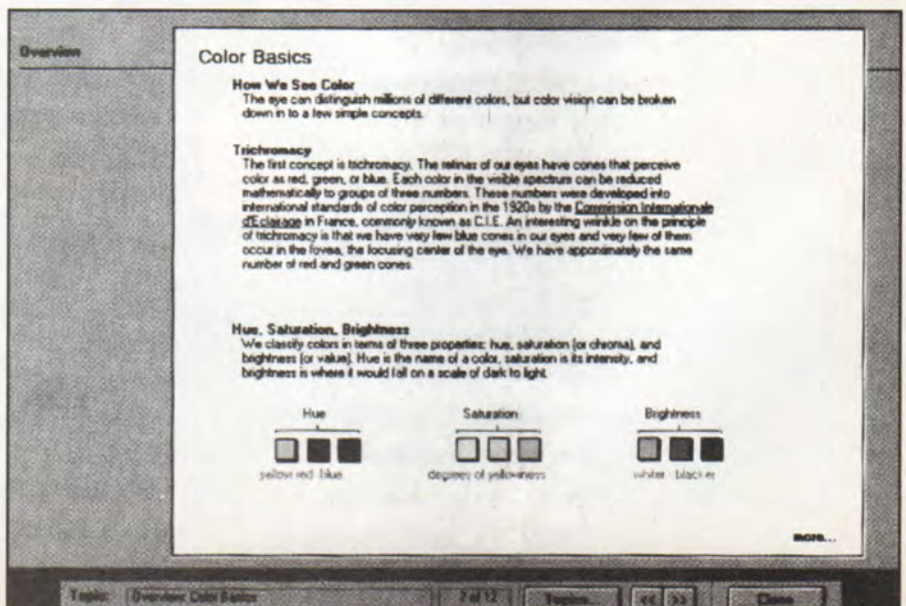 Overview
Color Basics
How We See Color
The eye can distinguish millions of different colors, but color vision can be broken
down in to a few simple concepts.
Trichromacy
The first concept is trichromacy. The retinas of our eyes have cones that perceive
color as red, green, or blue. Each color in the visible spectrum can be reduced
mathematically to groups of three numbers. These numbers were developed into
international standards of color perception in the 1920s by the Commission Internationale
d'Eclairage in France, commonly known as C.I.E. An interesting wrinkle on the principle
of trichromacy is that we have very few blue cones in our eyes and very few of them
occur in the fovea, the focusing center of the eye. We have approximately the same
number of red and green cones.
Hue, Saturation, Brightness
We classify colors in terms of three properties: hue, saturation (or chroma), and
brightness (or value). Hue is the name of a color, saturation is its intensity, and
brightness is where it would fall on a scale of dark to light.
Hue Saturation Brightness
yellow red blue degrees of yellowness whiter - blacker
more...
Topic: Overview: Color Basics 2 of 12 Topics... << >> Close